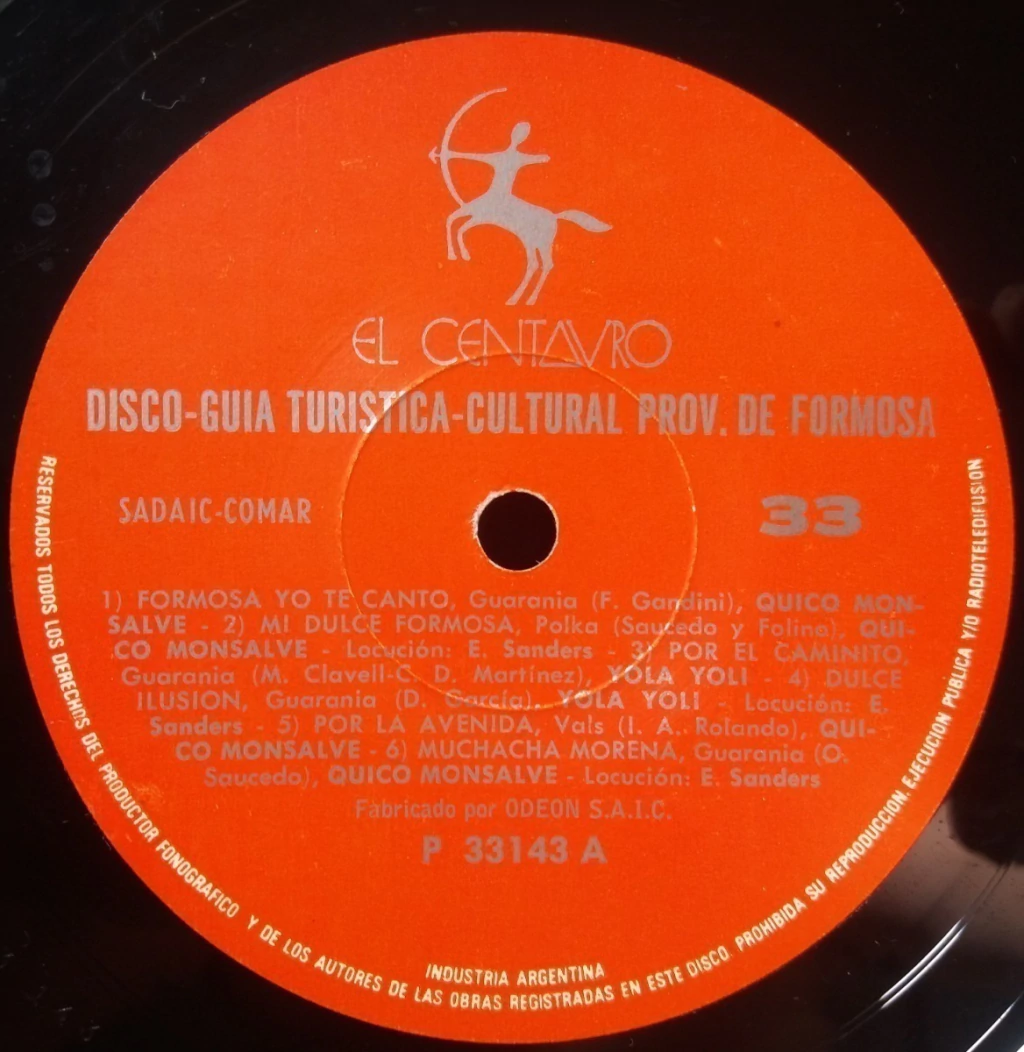 EL CENTAURO
DISCO-GUIA TURISTICA-CULTURAL PROV. DE FORMOSA
SADAIC-COMAR
33
1) FORMOSA YO TE CANTO, Guarania (F. Gandini), QUICO MON-
SALVE - 2) MI DULCE FORMOSA, Polka (Saucedo y Folina), QUI-
CO MONSALVE - Locución: E. Sanders - 3) POR EL CAMINITO,
Guarania (M. Clavell-C. D. Martínez), YOLA YOLI - 4) DULCE
ILUSION, Guarania (D. García), YOLA YOLI - Locución: E.
Sanders - 5) POR LA AVENIDA, Vals (I. A. Rolando), QUI-
CO MONSALVE - 6) MUCHACHA MORENA, Guarania (O.
Saucedo), QUICO MONSALVE - Locución: E. Sanders
Fabricado por ODEON S.A.I.C.
P 33143 A
INDUSTRIA ARGENTINA
RESERVADOS TODOS LOS DERECHOS DEL PRODUCTOR FONOGRAFICO Y DE LOS AUTORES DE LAS OBRAS REGISTRADAS EN ESTE DISCO. PROHIBIDA SU REPRODUCCION, EJECUCION PUBLICA Y/O RADIOTELEDIFUSION